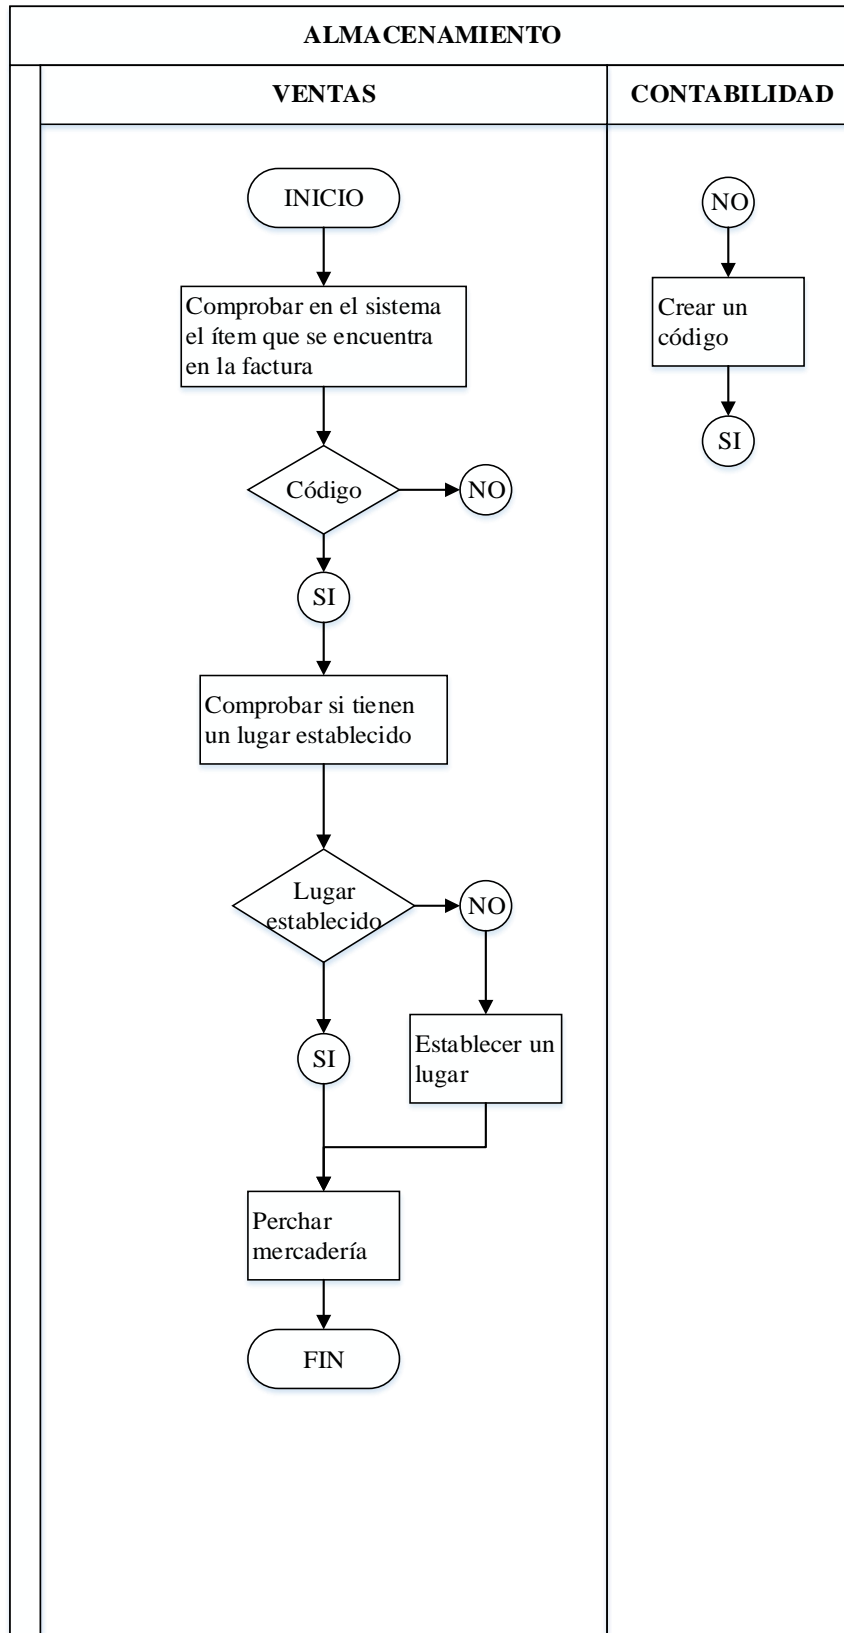 ALMACENAMIENTO
VENTAS
CONTABILIDAD
INICIO
Comprobar en el sistema
el ítem que se encuentra
en la factura
Código
NO
SI
Comprobar si tienen
un lugar establecido
Lugar
establecido
NO
SI
Establecer un
lugar
Perchar
mercadería
FIN
NO
Crear un
código
SI